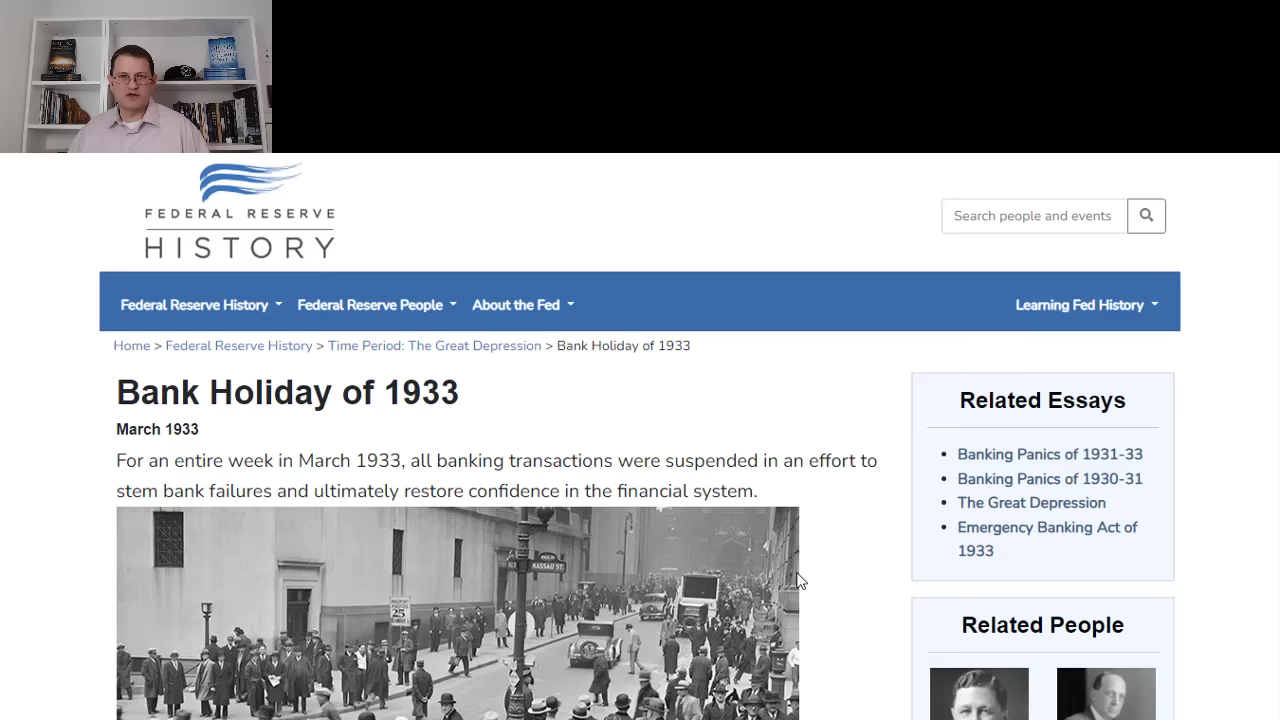 FEDERAL RESERVE
HISTORY
Search people and events
Federal Reserve History
Federal Reserve People
About the Fed
Learning Fed History
Home > Federal Reserve History > Time Period: The Great Depression > Bank Holiday of 1933
Bank Holiday of 1933
March 1933
For an entire week in March 1933, all banking transactions were suspended in an effort to
stem bank failures and ultimately restore confidence in the financial system.
NASSAU ST.
25
Related Essays
Banking Panics of 1931-33
Banking Panics of 1930-31
The Great Depression
Emergency Banking Act of
1933
Related People